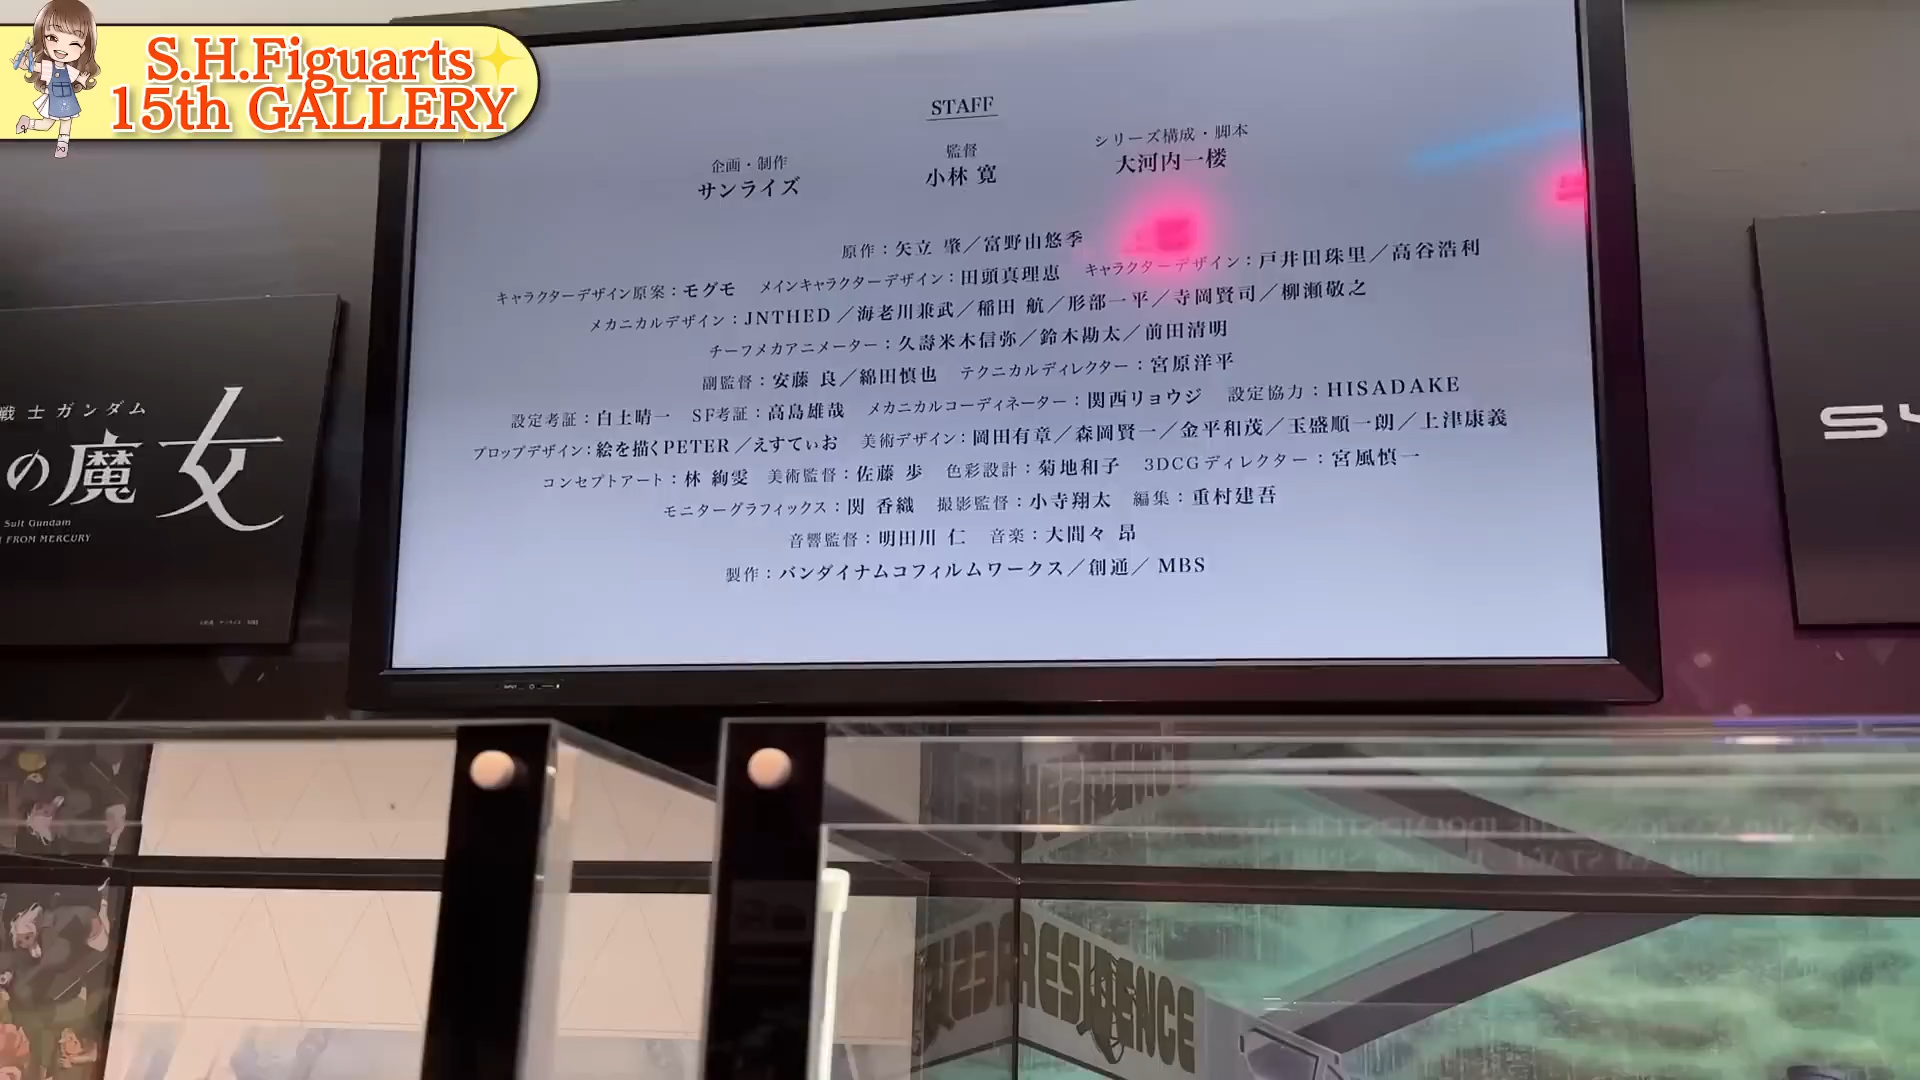 S.H.Figuarts
15th GALLERY
STAFF
企画・制作
サンライズ
監督
小林 寛
シリーズ構成・脚本
大河内一楼
原作：矢立 肇／富野由悠季
キャラクターデザイン原案：モグモ メインキャラクターデザイン：田頭真理恵 キャラクターデザイン：戸井田珠里／高谷浩利
メカニカルデザイン：JNTHED／海老川兼武／稲田 航／形部一平／寺岡賢司／柳瀬敬之
チーフメカアニメーター：久壽米木信弥／鈴木勘太／前田清明
副監督：安藤 良／綿田慎也 テクニカルディレクター：宮原洋平
設定考証：白土晴一 SF考証：高島雄哉 メカニカルコーディネーター：関西リョウジ 設定協力：HISADAKE
プロップデザイン：絵を描くPETER／えすてぃお 美術デザイン：岡田有章／森岡賢一／金平和茂／玉盛順一朗／上津康義
コンセプトアート：林 絢雯 美術監督：佐藤 歩 色彩設計：菊地和子 3DCGディレクター：宮風慎一
モニターグラフィックス：関 香織 撮影監督：小寺翔太 編集：重村建吾
音響監督：明田川 仁 音楽：大間々 昂
製作：バンダイナムコフィルムワークス／創通／MBS
戦士ガンダム
の魔女
Suit Gundam
FROM MERCURY
INPUT
RESIDENCE